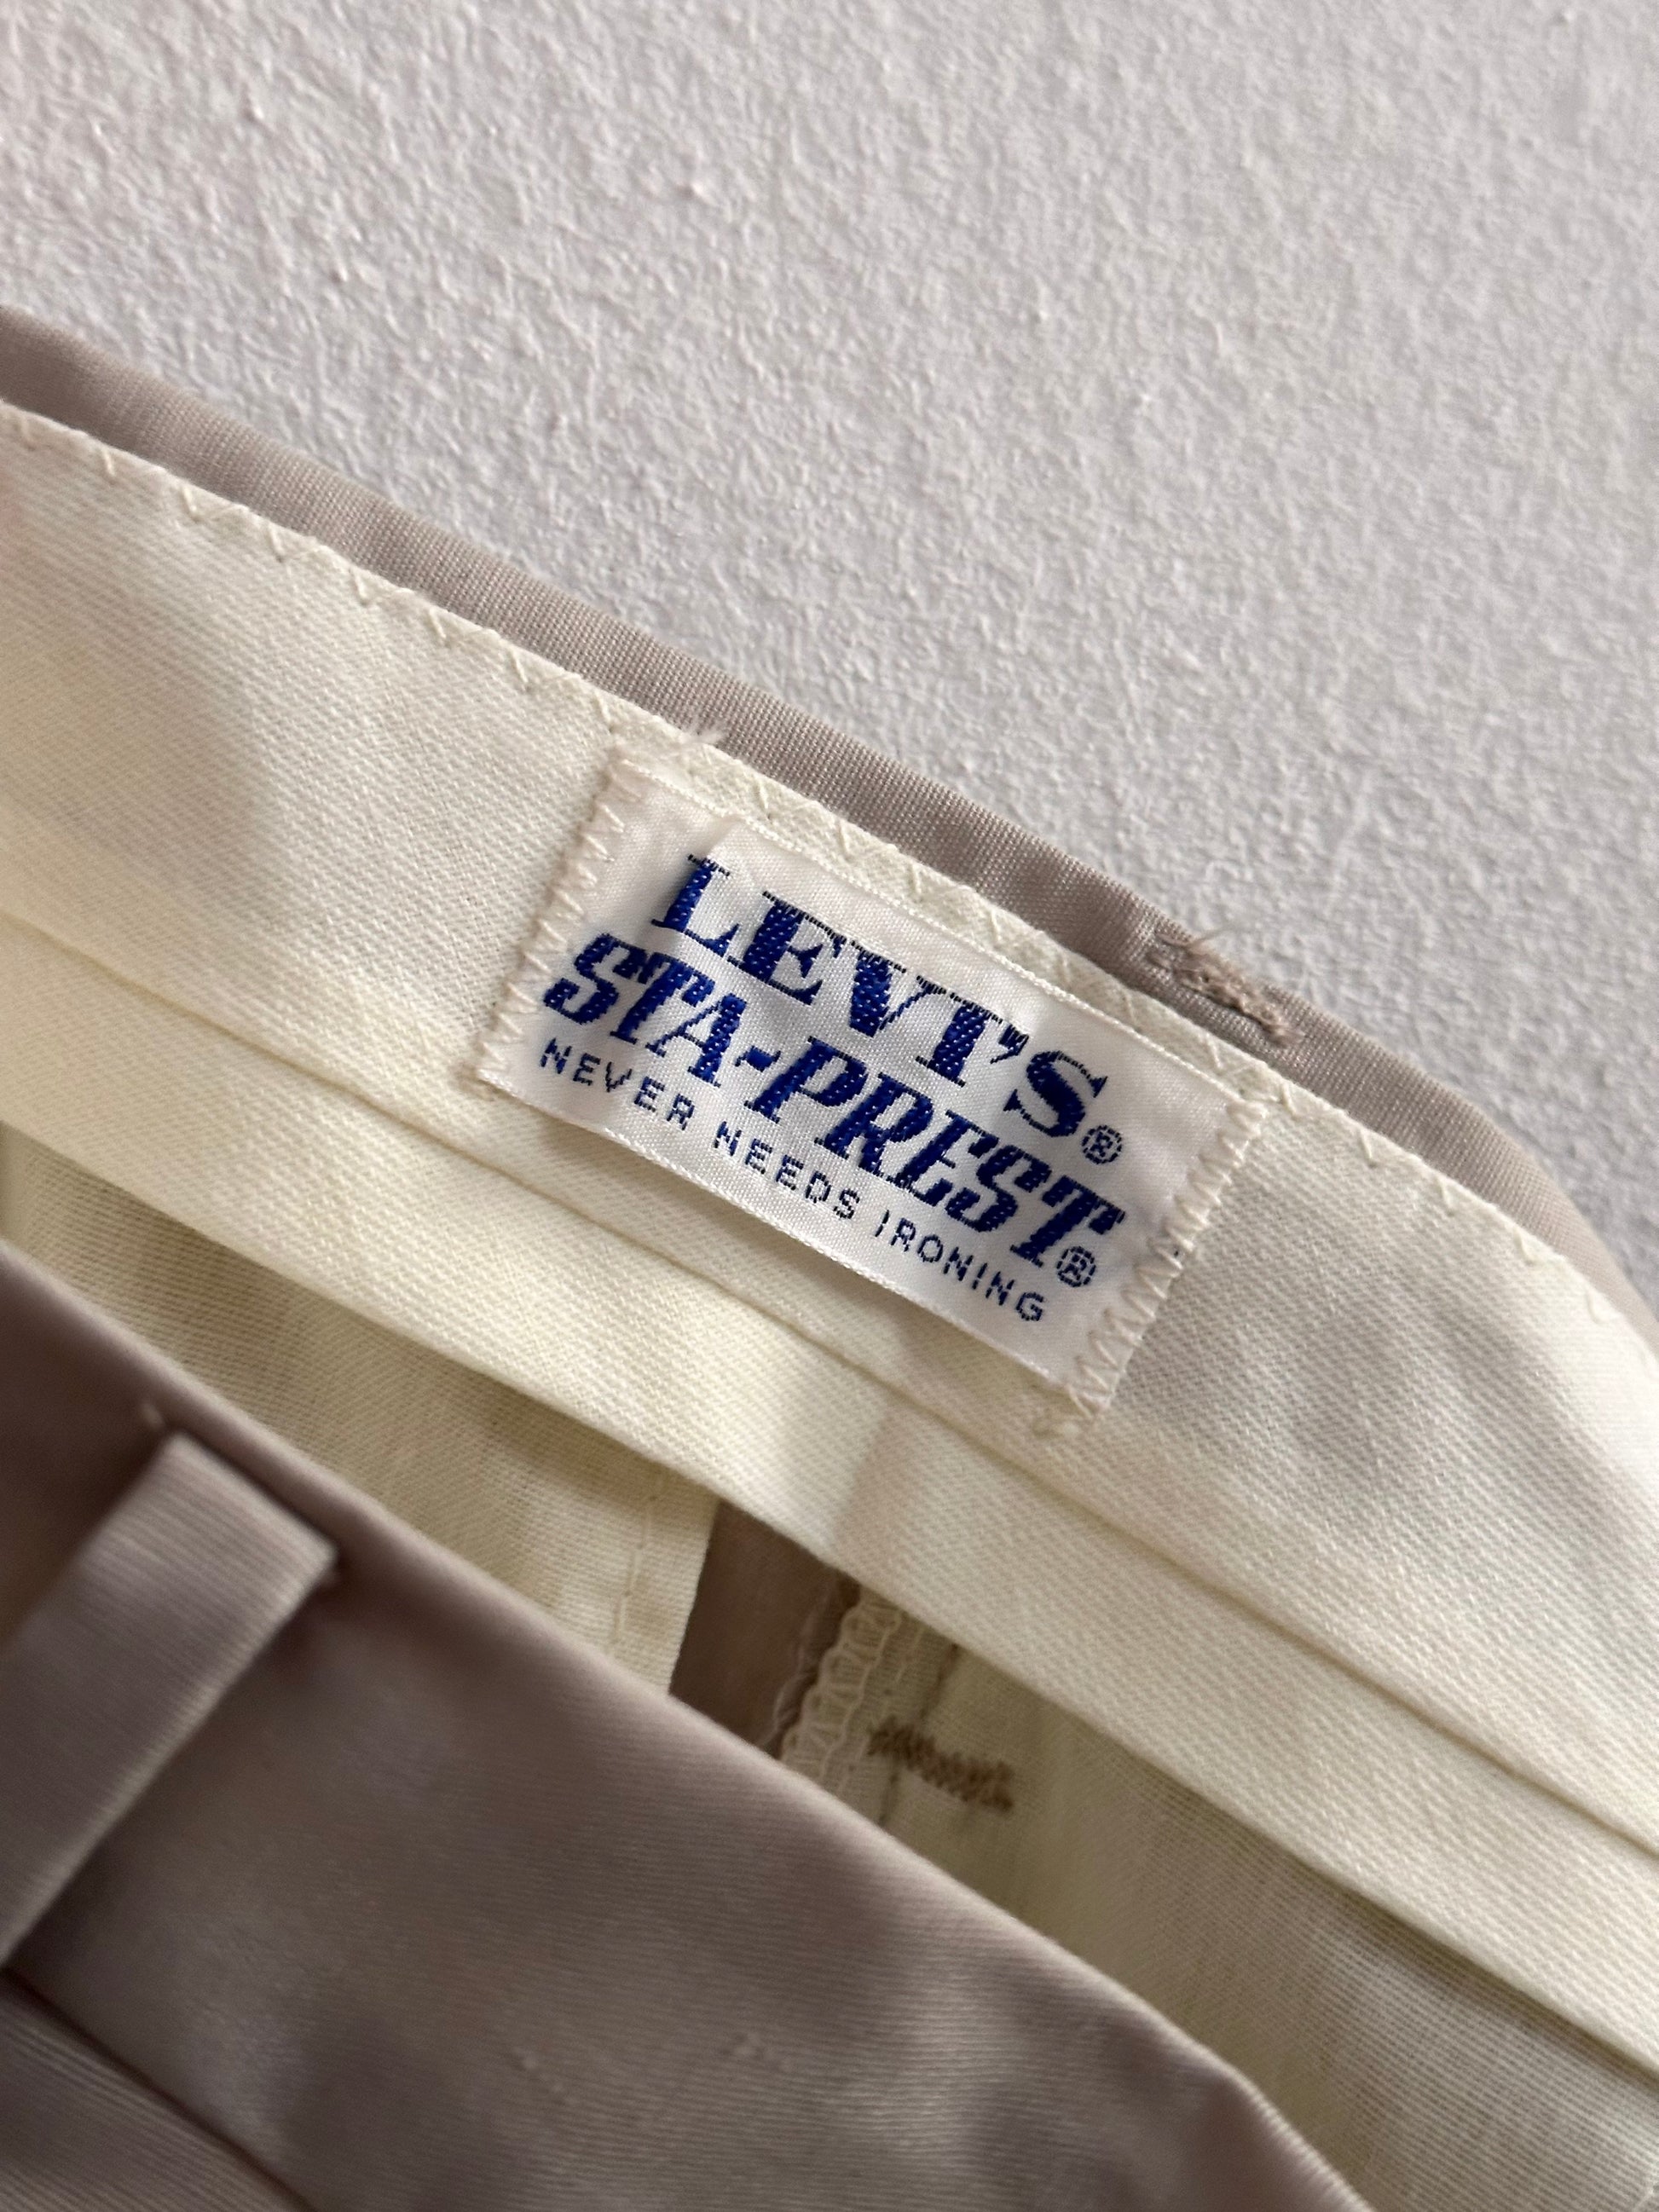 LEVI'S®
STA-PREST®
NEVER NEEDS IRONING